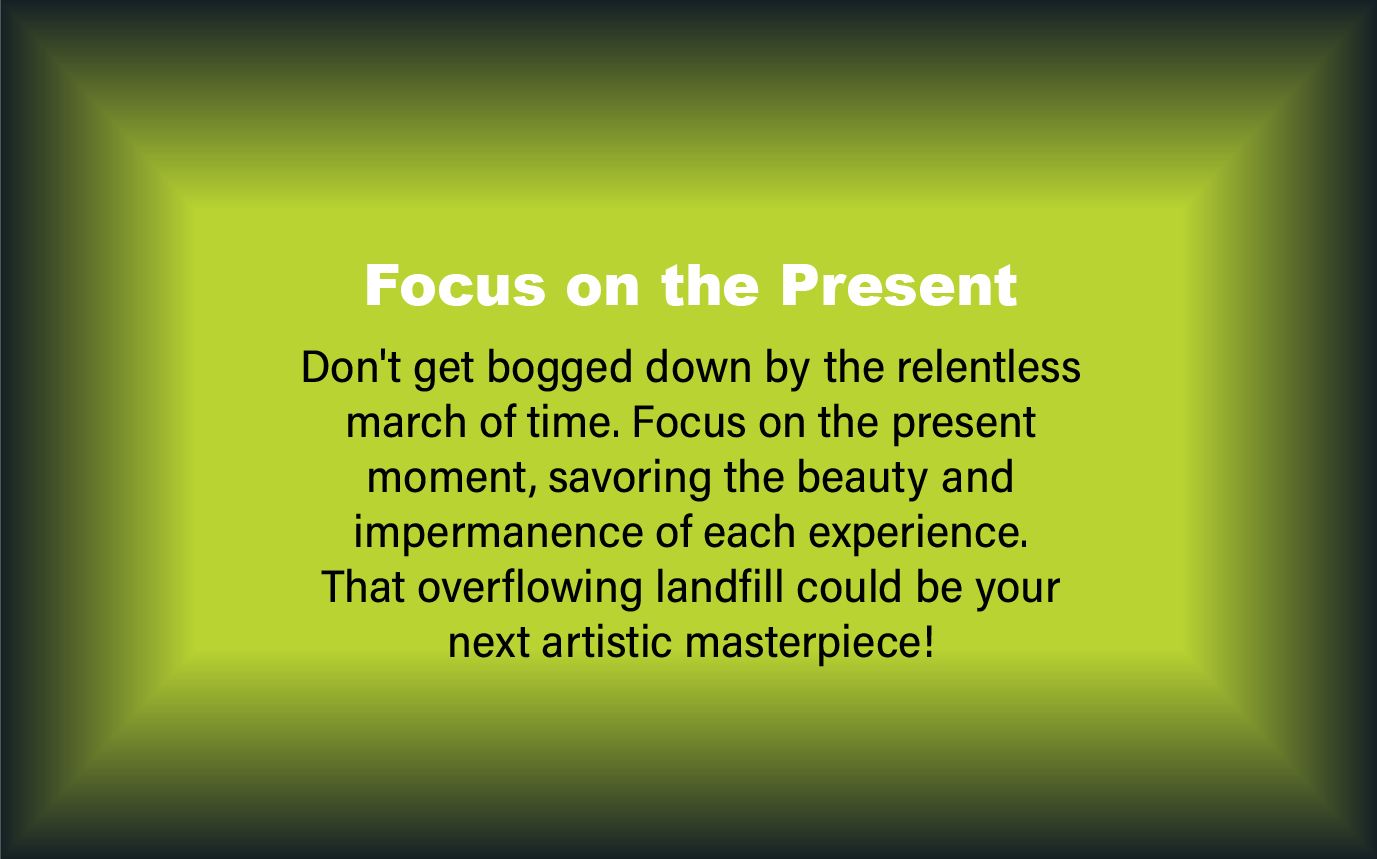 Focus on the Present
Don't get bogged down by the relentless
march of time. Focus on the present
moment, savoring the beauty and
impermanence of each experience.
That overflowing landfill could be your
next artistic masterpiece!